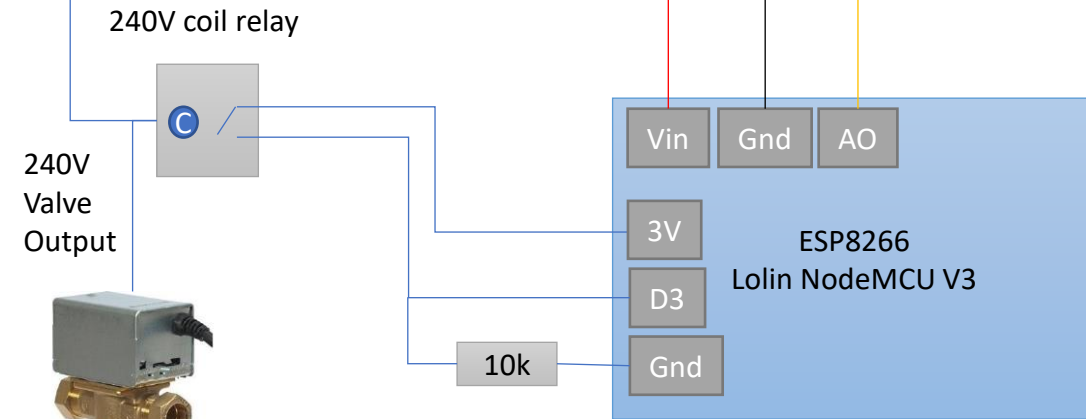 240V coil relay
C
240V
Valve
Output
Vin
Gnd
AO
3V
ESP8266
Lolin NodeMCU V3
D3
10k
Gnd